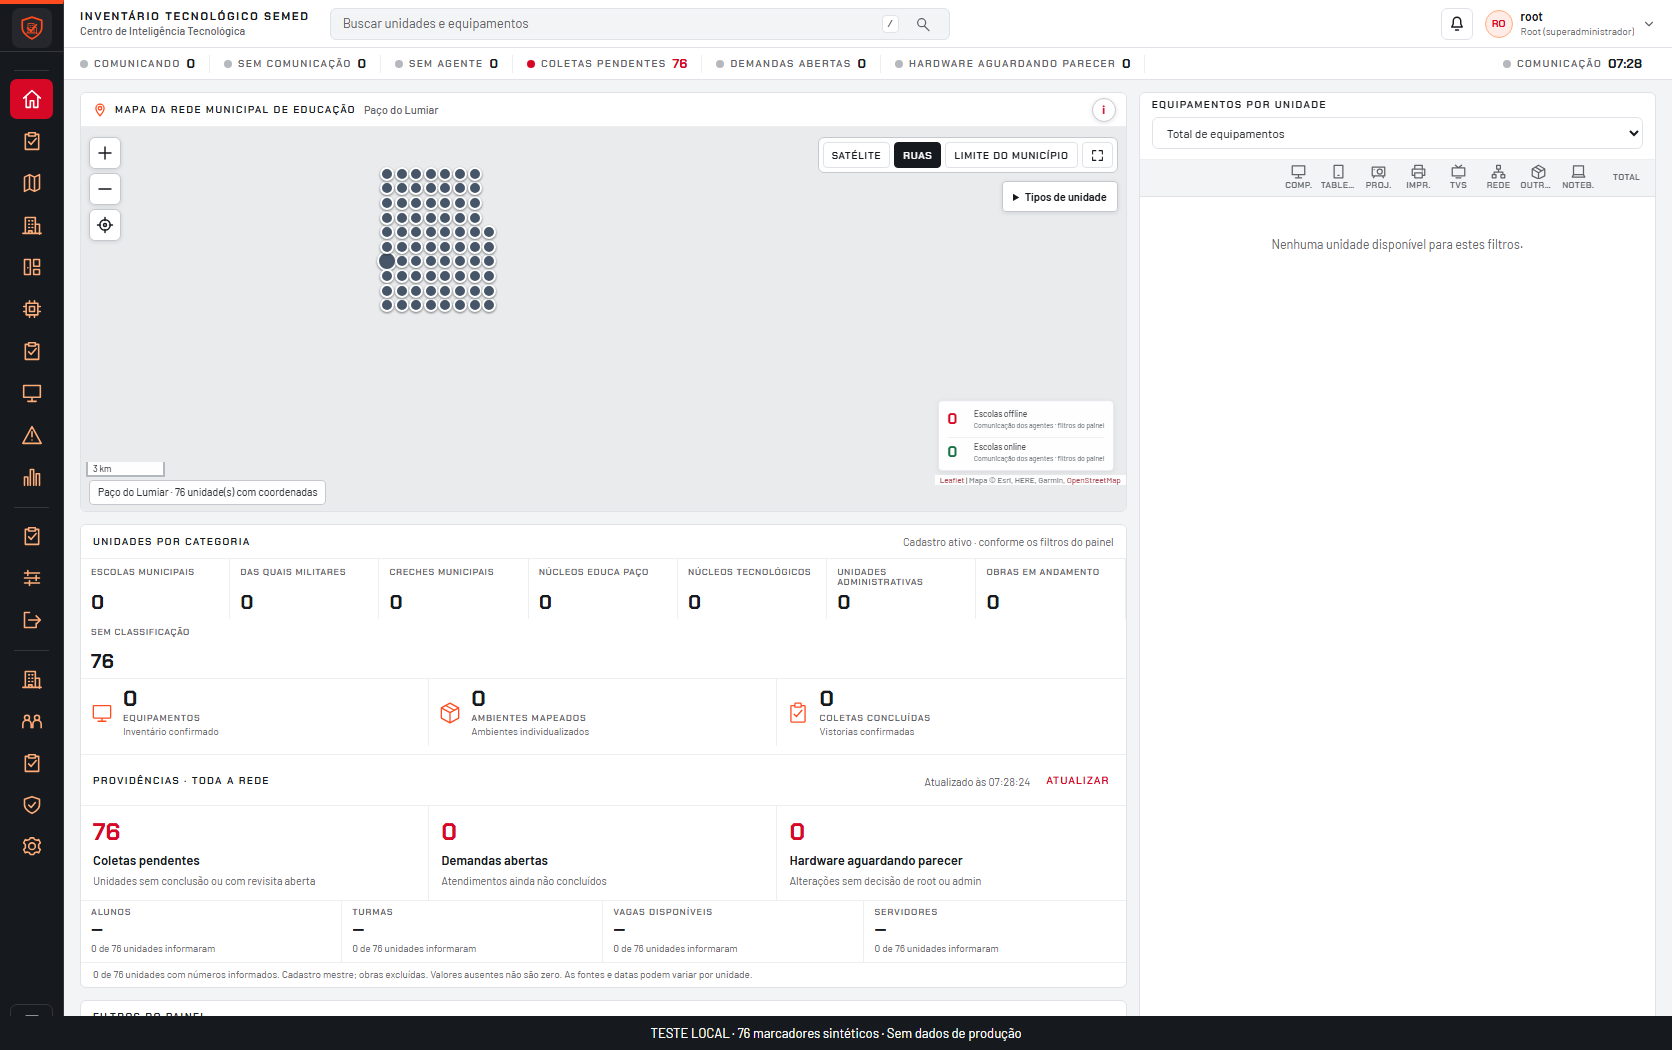 INVENTÁRIO TECNOLÓGICO SEMED
Centro de Inteligência Tecnológica
Buscar unidades e equipamentos
/
RO
root
Root (superadministrador)
COMUNICANDO 0
SEM COMUNICAÇÃO 0
SEM AGENTE 0
COLETAS PENDENTES 76
DEMANDAS ABERTAS 0
HARDWARE AGUARDANDO PARECER 0
COMUNICAÇÃO 07:28
MAPA DA REDE MUNICIPAL DE EDUCAÇÃO Paço do Lumiar
i
+
−
SATÉLITE
RUAS
LIMITE DO MUNICÍPIO
▶ Tipos de unidade
0 Escolas offline
Comunicação dos agentes · filtros do painel
0 Escolas online
Comunicação dos agentes · filtros do painel
3 km
Leaflet | Mapa © Esri, HERE, Garmin, OpenStreetMap
Paço do Lumiar · 76 unidade(s) com coordenadas
EQUIPAMENTOS POR UNIDADE
Total de equipamentos
COMP. TABLE... PROJ. IMPR. TVS REDE OUTR... NOTEB. TOTAL
Nenhuma unidade disponível para estes filtros.
UNIDADES POR CATEGORIA
Cadastro ativo · conforme os filtros do painel
ESCOLAS MUNICIPAIS
0
DAS QUAIS MILITARES
0
CRECHES MUNICIPAIS
0
NÚCLEOS EDUCA PAÇO
0
NÚCLEOS TECNOLÓGICOS
0
UNIDADES
ADMINISTRATIVAS
0
OBRAS EM ANDAMENTO
0
SEM CLASSIFICAÇÃO
76
0
EQUIPAMENTOS
Inventário confirmado
0
AMBIENTES MAPEADOS
Ambientes individualizados
0
COLETAS CONCLUÍDAS
Vistorias confirmadas
PROVIDÊNCIAS · TODA A REDE
Atualizado às 07:28:24
ATUALIZAR
76
Coletas pendentes
Unidades sem conclusão ou com revisita aberta
0
Demandas abertas
Atendimentos ainda não concluídos
0
Hardware aguardando parecer
Alterações sem decisão de root ou admin
ALUNOS
—
0 de 76 unidades informaram
TURMAS
—
0 de 76 unidades informaram
VAGAS DISPONÍVEIS
—
0 de 76 unidades informaram
SERVIDORES
—
0 de 76 unidades informaram
0 de 76 unidades com números informados. Cadastro mestre; obras excluídas. Valores ausentes não são zero. As fontes e datas podem variar por unidade.
FILTROS DO PAINEL
TESTE LOCAL · 76 marcadores sintéticos · Sem dados de produção